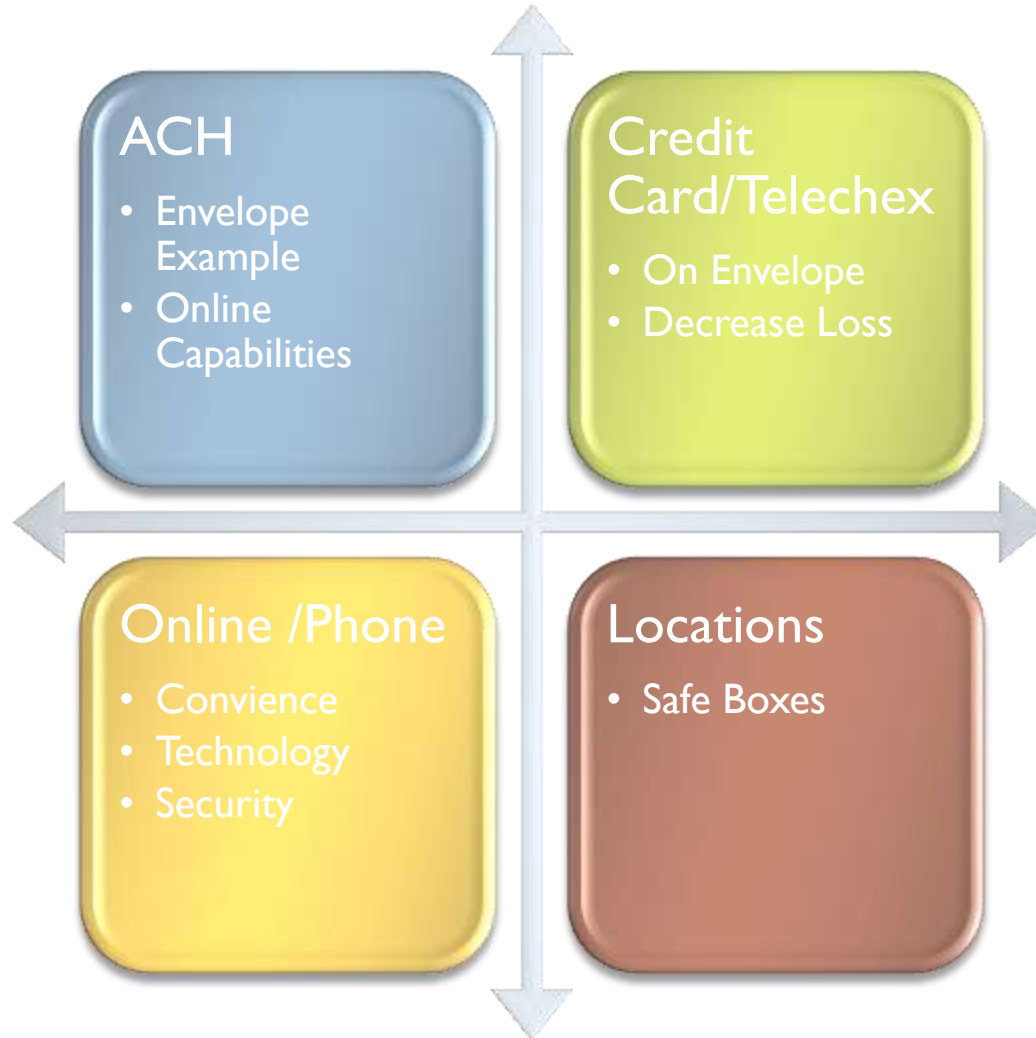 ACH
• Envelope
Example
• Online
Capabilities
Credit
Card/Telechex
• On Envelope
• Decrease Loss
Online /Phone
• Convience
• Technology
• Security
Locations
• Safe Boxes